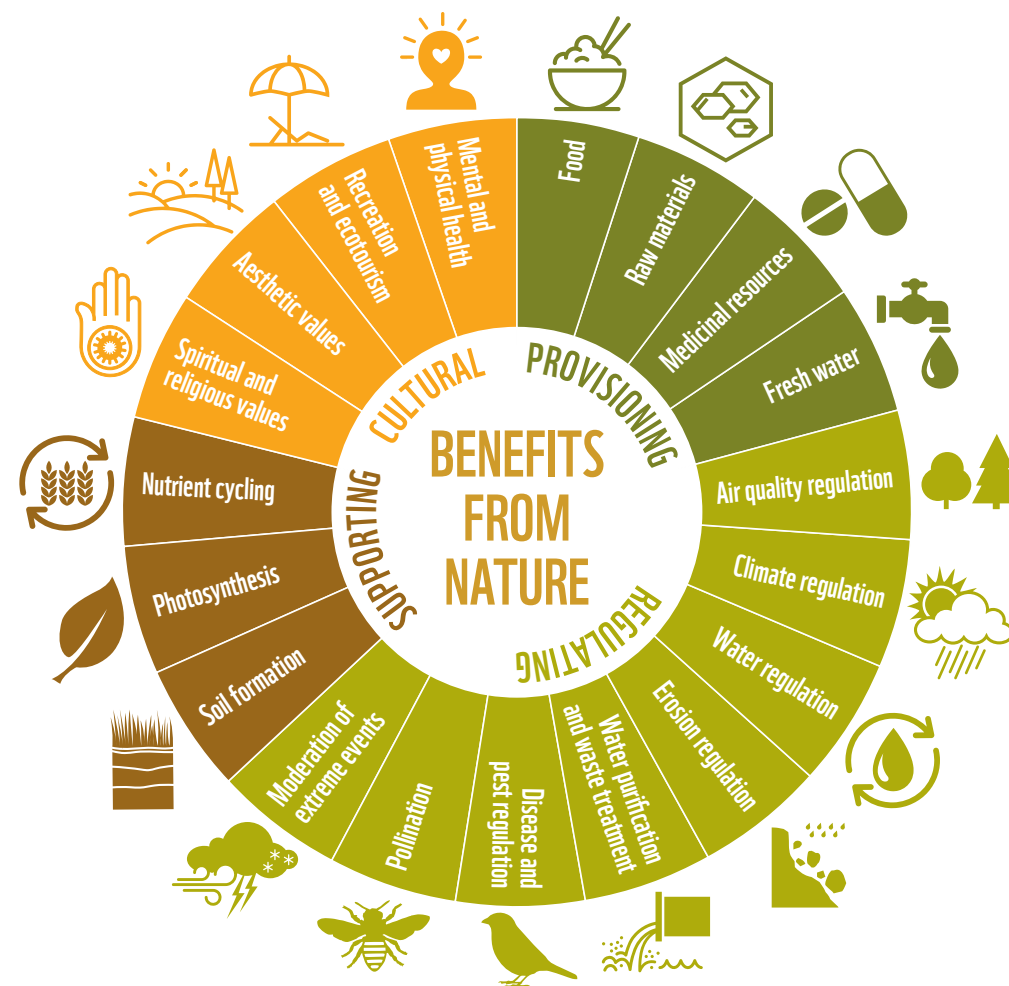 BENEFITS
FROM
NATURE
PROVISIONING
Food
Raw materials
Medicinal resources
Fresh water
REGULATING
Air quality regulation
Climate regulation
Water regulation
Erosion regulation
Water purification
and waste treatment
Disease and
pest regulation
Pollination
Moderation of
extreme events
SUPPORTING
Soil formation
Photosynthesis
Nutrient cycling
CULTURAL
Spiritual and
religious values
Aesthetic values
Recreation
and ecotourism
Mental and
physical health